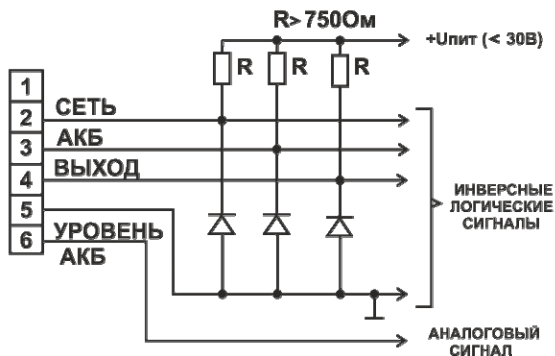 R> 750Ом
+Uпит (< 30В)
R
R
R
1
2
СЕТЬ
3
АКБ
4
ВЫХОД
5
6
УРОВЕНЬ
АКБ
ИНВЕРСНЫЕ
ЛОГИЧЕСКИЕ
СИГНАЛЫ
АНАЛОГОВЫЙ
СИГНАЛ